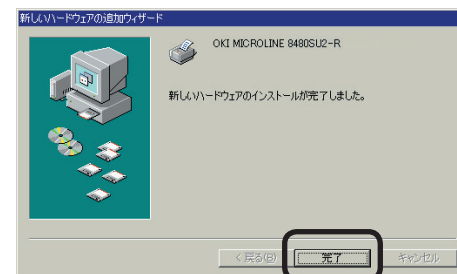 新しいハードウェアの追加ウィザード
OKI MICROLINE 8480SU2-R
新しいハードウェアのインストールが完了しました。
< 戻る(B)
完了
キャンセル